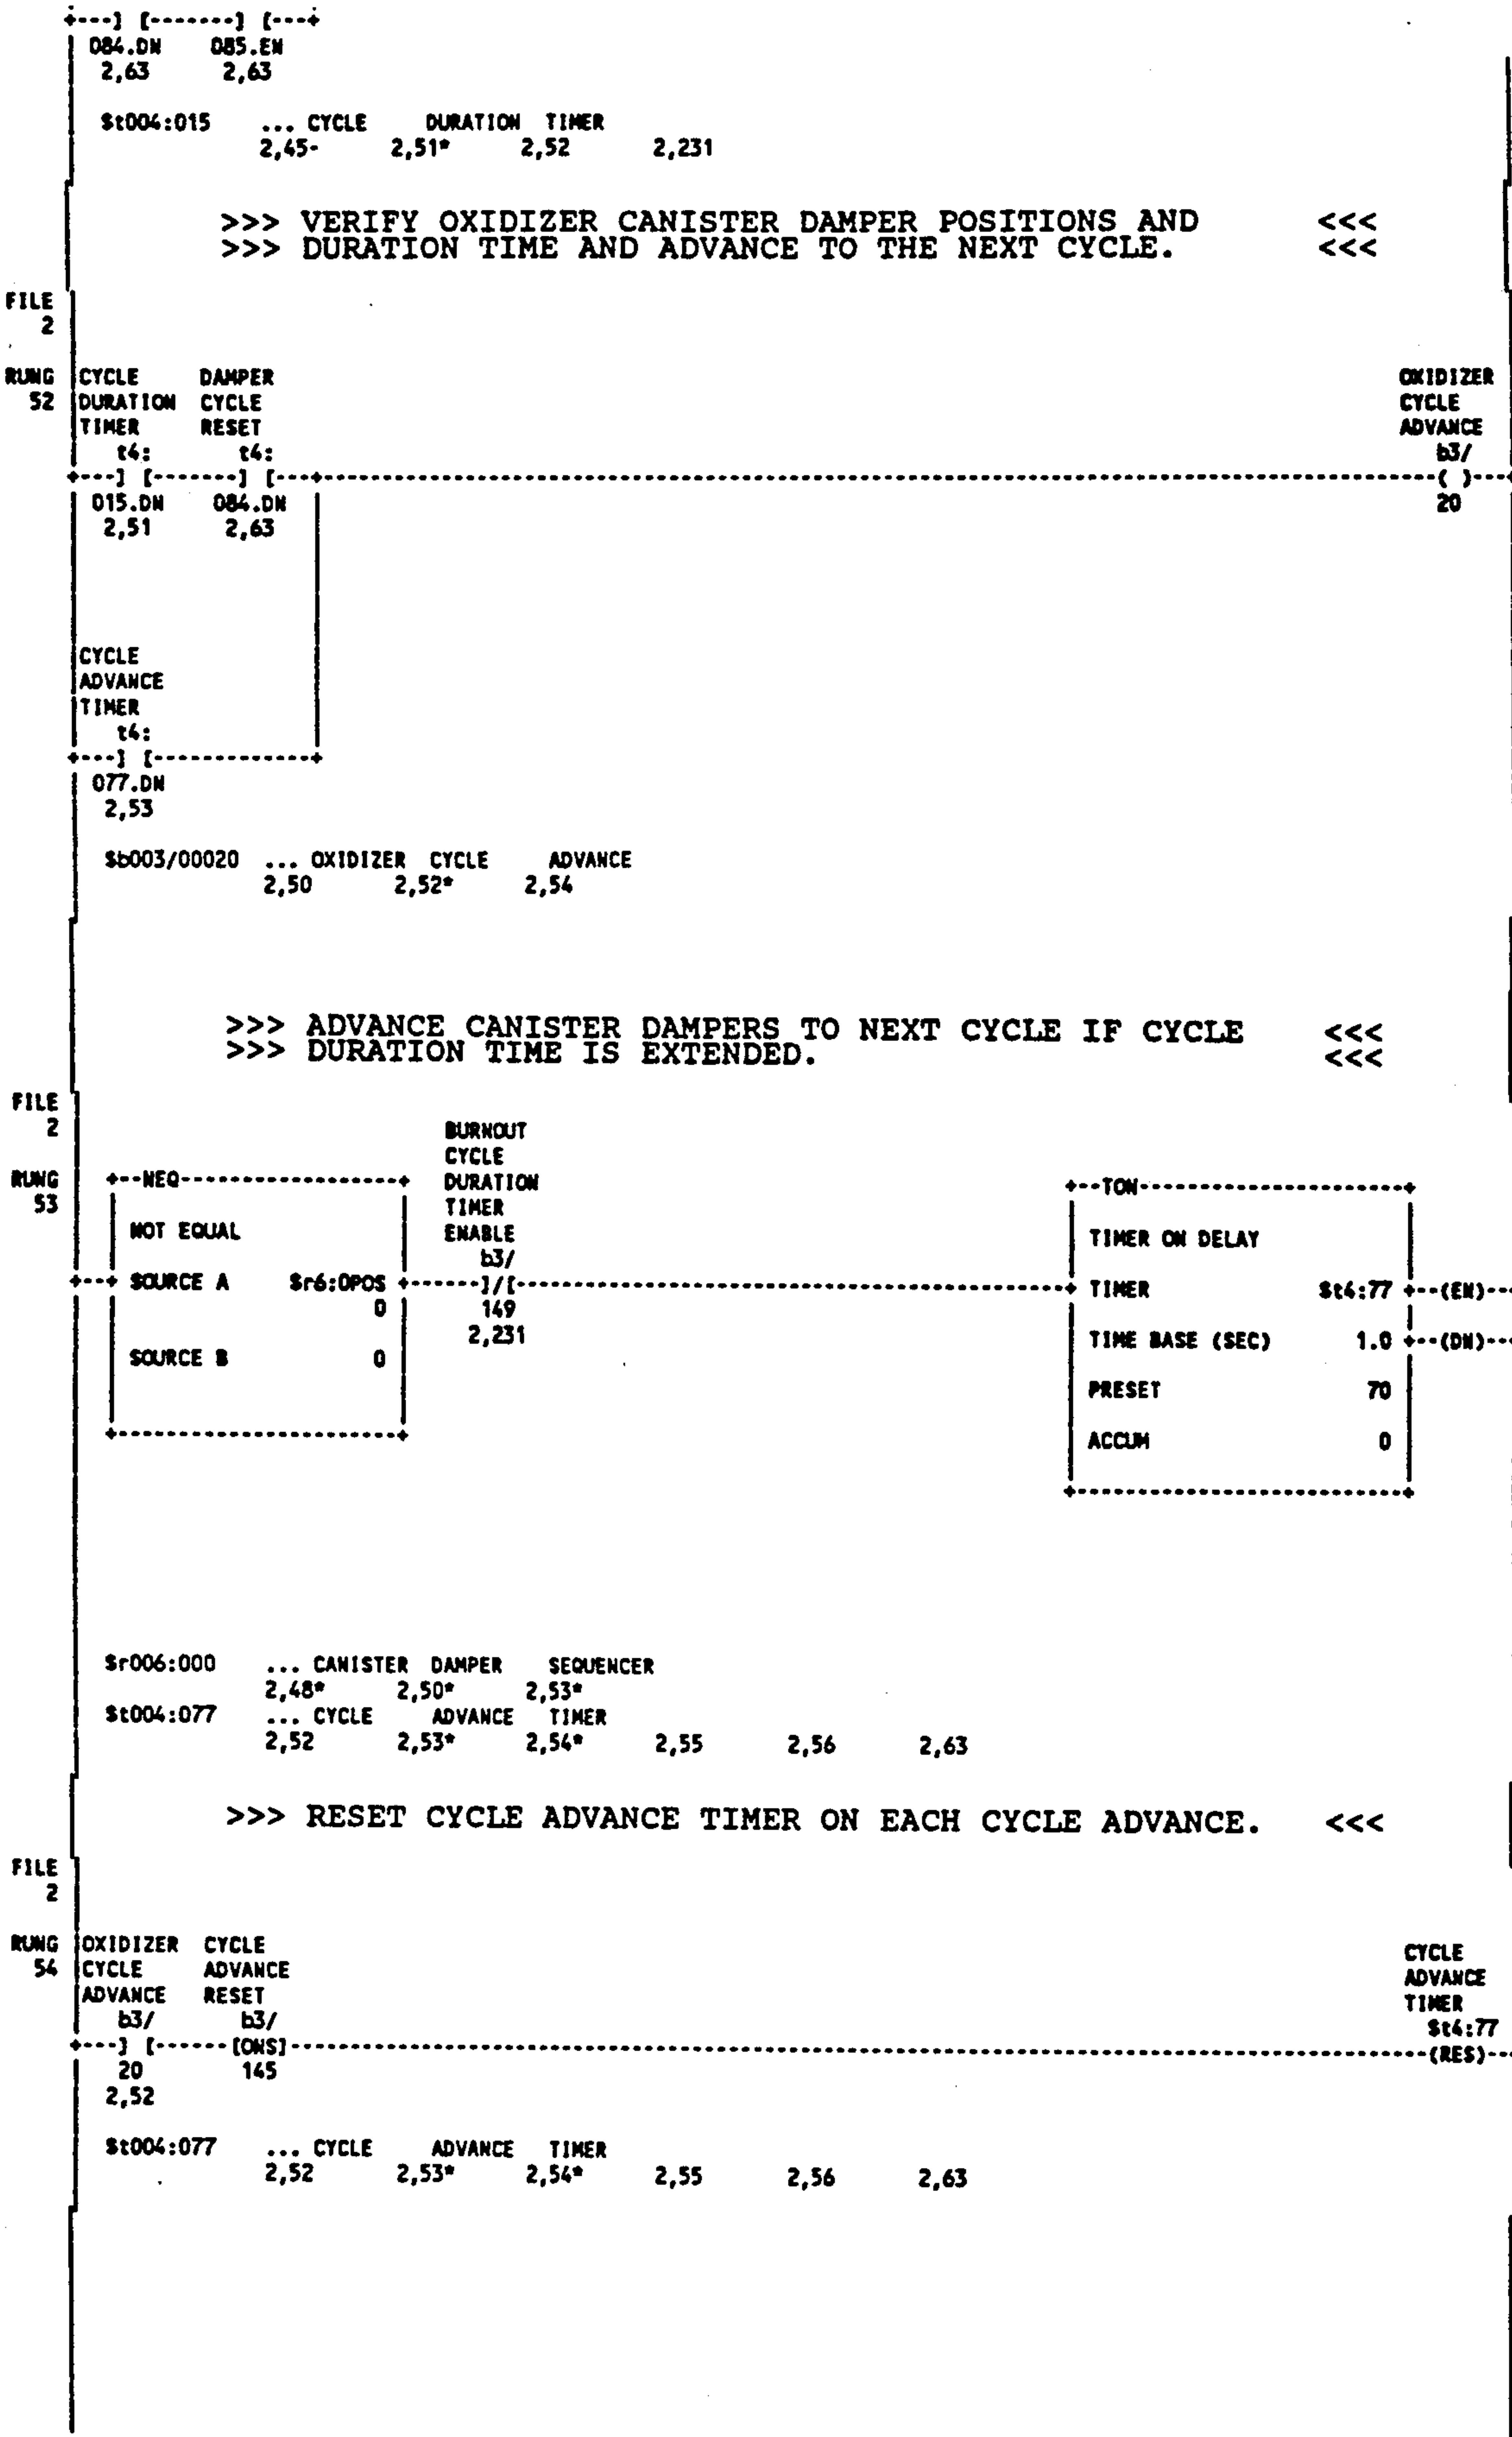 +---] [-------] [---+
084.DN 085.EN
2,63 2,63
$t004:015 ... CYCLE DURATION TIMER
2,45- 2,51* 2,52 2,231
>>> VERIFY OXIDIZER CANISTER DAMPER POSITIONS AND <<<
>>> DURATION TIME AND ADVANCE TO THE NEXT CYCLE. <<<
FILE
2
RUNG CYCLE DAMPER OXIDIZER
52 DURATION CYCLE CYCLE
TIMER RESET ADVANCE
t4: t4: b3/
+---] [-------] [---+---( )---
015.DN 084.DN 20
2,51 2,63
CYCLE
ADVANCE
TIMER
t4:
+---] [--------------+
077.DN
2,53
$b003/00020 ... OXIDIZER CYCLE ADVANCE
2,50 2,52* 2,54
>>> ADVANCE CANISTER DAMPERS TO NEXT CYCLE IF CYCLE <<<
>>> DURATION TIME IS EXTENDED. <<<
FILE
2
BURNOUT
CYCLE
RUNG +--NEQ-------------------+ DURATION +--TON----------------------+
53 TIMER
NOT EQUAL ENABLE TIMER ON DELAY
b3/
+---+ SOURCE A $r6:0POS +------]/[------+ TIMER $t4:77 +--(EN)---
0 149
2,231 TIME BASE (SEC) 1.0 +--(DN)---
SOURCE B 0
PRESET 70
+------------------------+ ACCUM 0
+----------------------------+
$r006:000 ... CANISTER DAMPER SEQUENCER
2,48* 2,50* 2,53*
$t004:077 ... CYCLE ADVANCE TIMER
2,52 2,53* 2,54* 2,55 2,56 2,63
>>> RESET CYCLE ADVANCE TIMER ON EACH CYCLE ADVANCE. <<<
FILE
2
RUNG OXIDIZER CYCLE CYCLE
54 CYCLE ADVANCE ADVANCE
ADVANCE RESET TIMER
b3/ b3/ $t4:77
+---] [------[ONS]------(RES)---
20 145
2,52
$t004:077 ... CYCLE ADVANCE TIMER
2,52 2,53* 2,54* 2,55 2,56 2,63